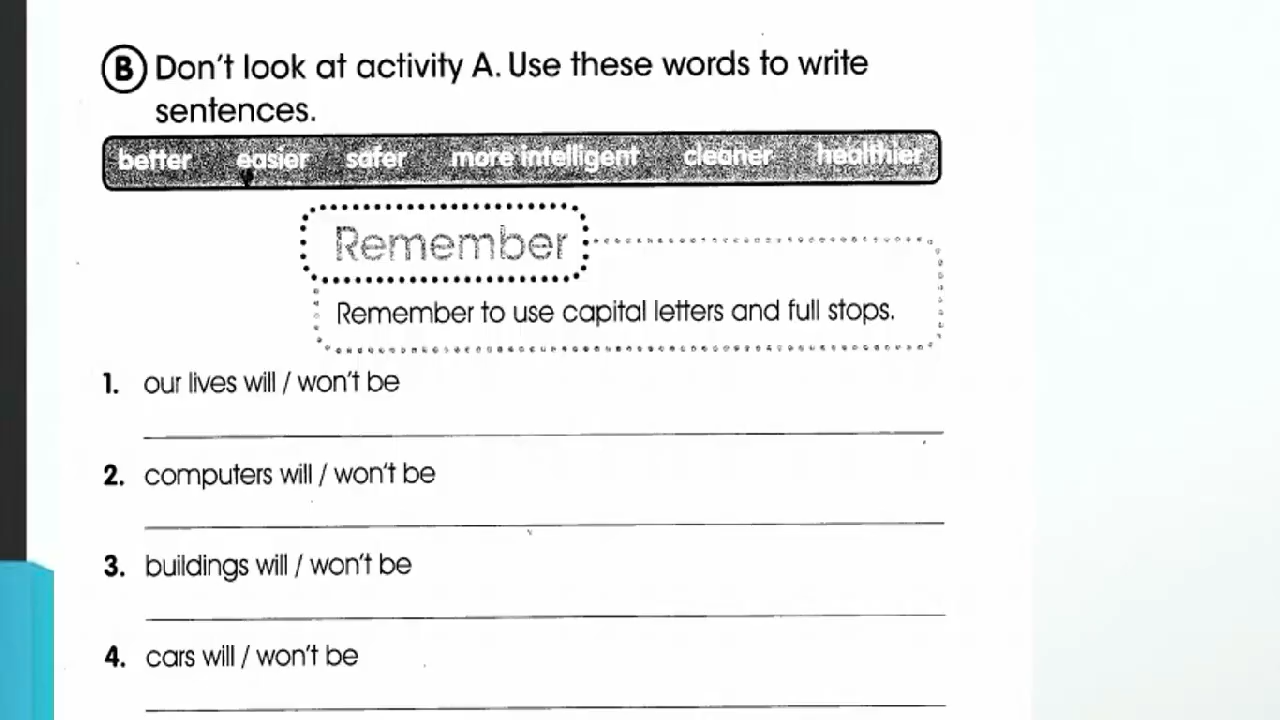 B Don't look at activity A. Use these words to write
sentences.
better easier safer more intelligent cleaner healthier
Remember
Remember to use capital letters and full stops.
1. our lives will / won't be
2. computers will / won't be
3. buildings will / won't be
4. cars will / won't be